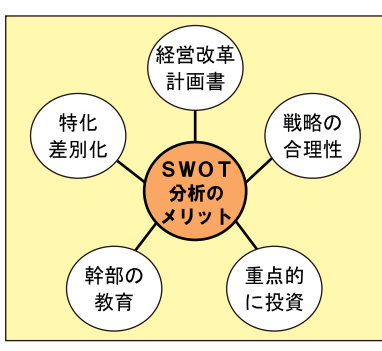 経営改革
計画書
特化
差別化
戦略の
合理性
SWOT
分析の
メリット
幹部の
教育
重点的
に投資